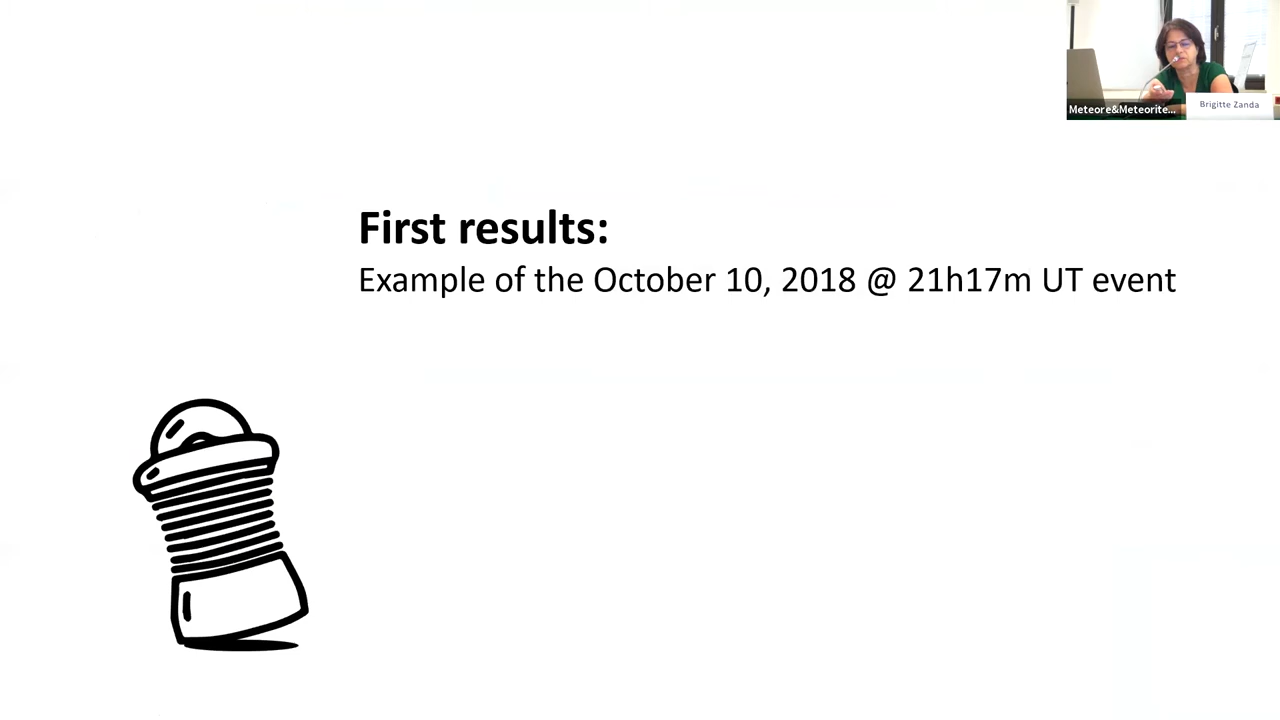 Meteore&Meteorite...
Brigitte Zanda
First results:
Example of the October 10, 2018 @ 21h17m UT event